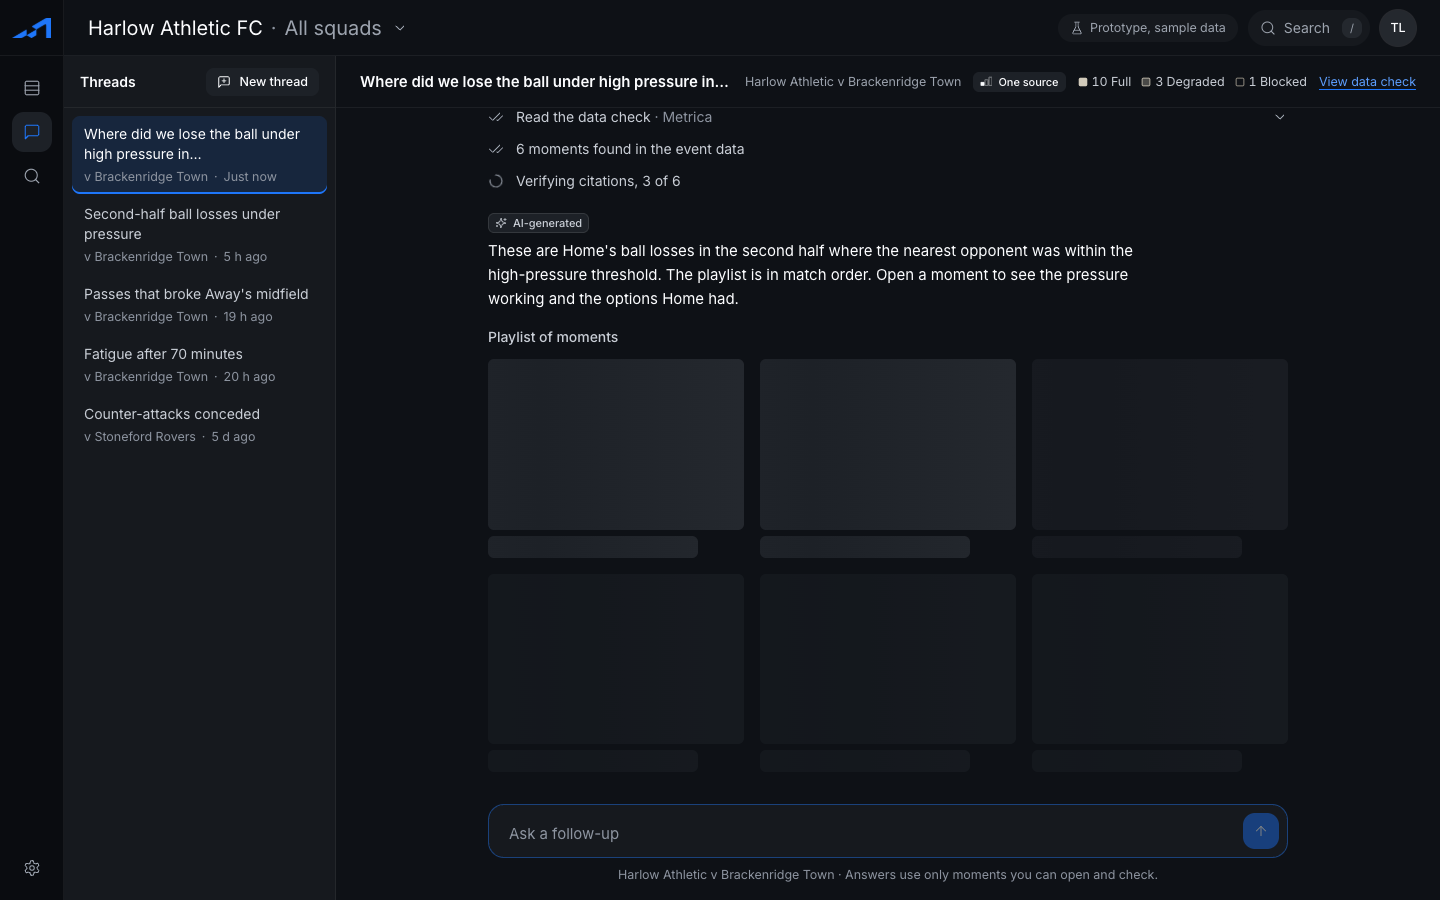 Harlow Athletic FC · All squads
Prototype, sample data
Search /
TL
Threads
New thread
Where did we lose the ball under high pressure in...
v Brackenridge Town · Just now
Second-half ball losses under pressure
v Brackenridge Town · 5 h ago
Passes that broke Away's midfield
v Brackenridge Town · 19 h ago
Fatigue after 70 minutes
v Brackenridge Town · 20 h ago
Counter-attacks conceded
v Stoneford Rovers · 5 d ago
Where did we lose the ball under high pressure in...
Harlow Athletic v Brackenridge Town
One source
10 Full
3 Degraded
1 Blocked
View data check
Read the data check · Metrica
6 moments found in the event data
Verifying citations, 3 of 6
AI-generated
These are Home's ball losses in the second half where the nearest opponent was within the
high-pressure threshold. The playlist is in match order. Open a moment to see the pressure
working and the options Home had.
Playlist of moments
Ask a follow-up
Harlow Athletic v Brackenridge Town · Answers use only moments you can open and check.